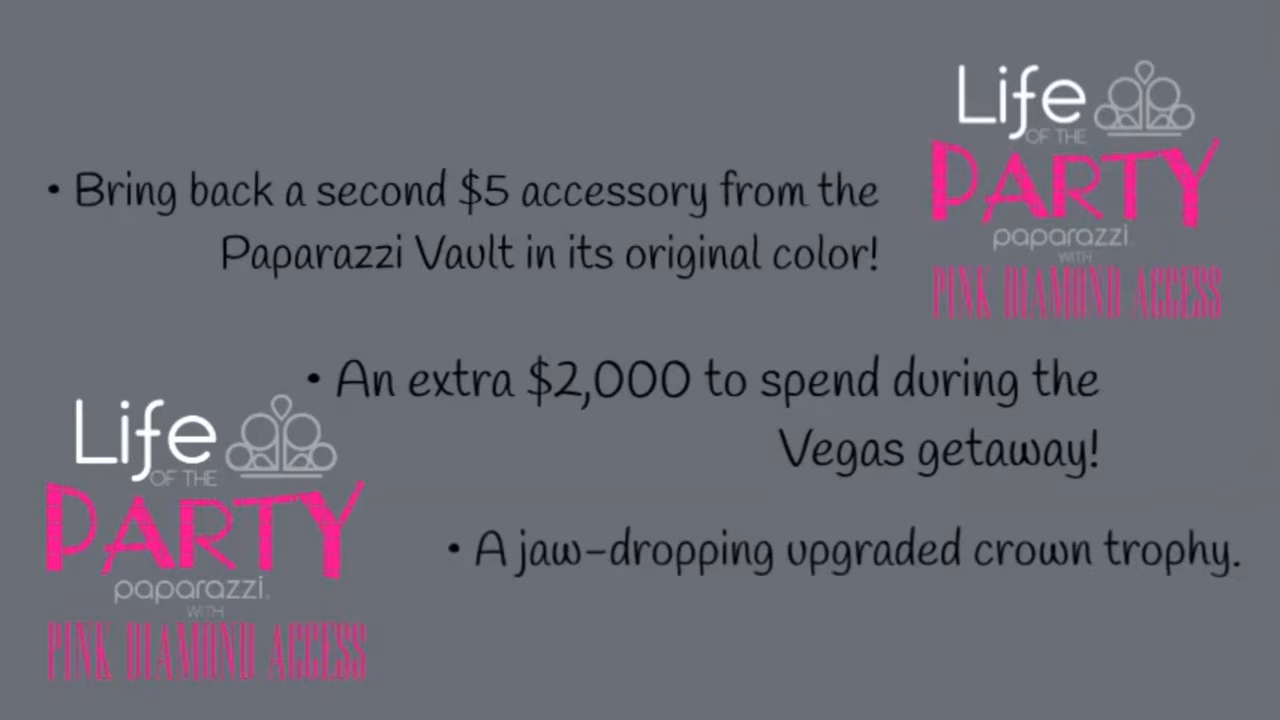 Life
OF THE
PARTY
paparazzi
WITH
PINK DIAMOND ACCESS
• Bring back a second $5 accessory from the
Paparazzi Vault in its original color!
• An extra $2,000 to spend during the
Vegas getaway!
Life
OF THE
PARTY
paparazzi
WITH
PINK DIAMOND ACCESS
• A jaw-dropping upgraded crown trophy.